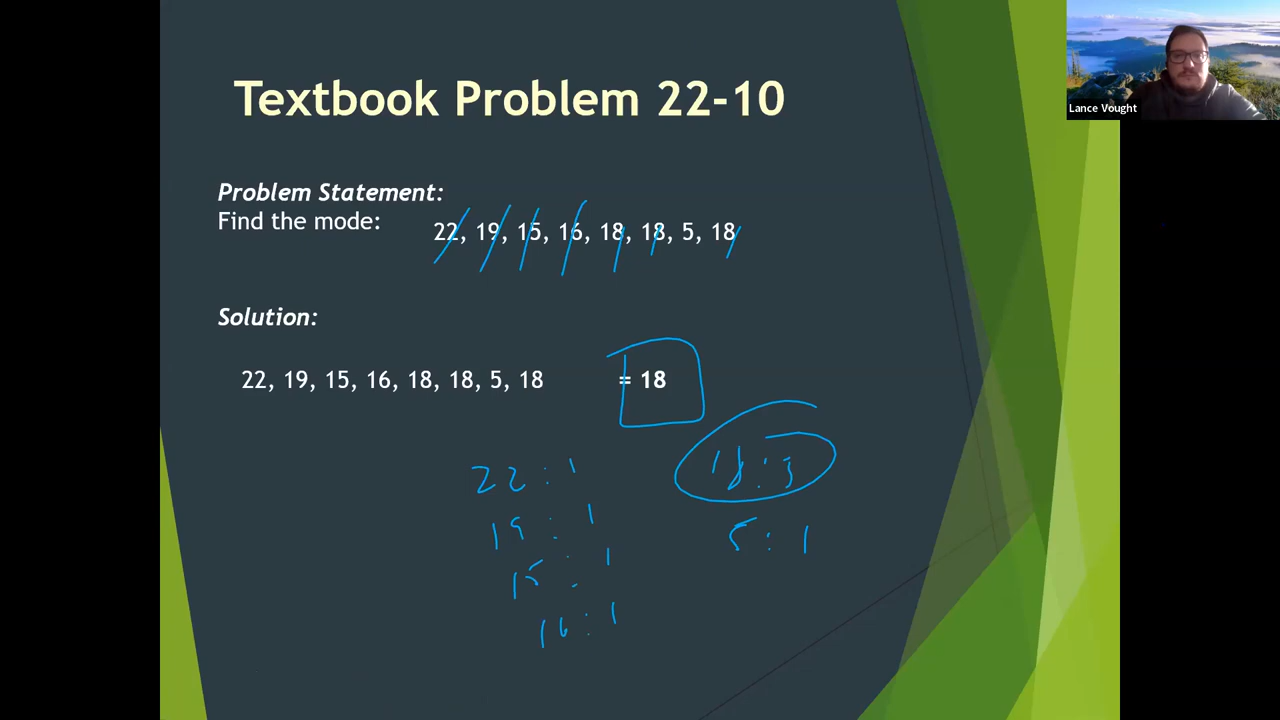 Textbook Problem 22-10
Lance Vought
Problem Statement:
Find the mode: 22, 19, 15, 16, 18, 18, 5, 18
Solution:
22, 19, 15, 16, 18, 18, 5, 18 = 18
22 : 1
18 : 3
19 : 1
5 : 1
15 : 1
16 : 1